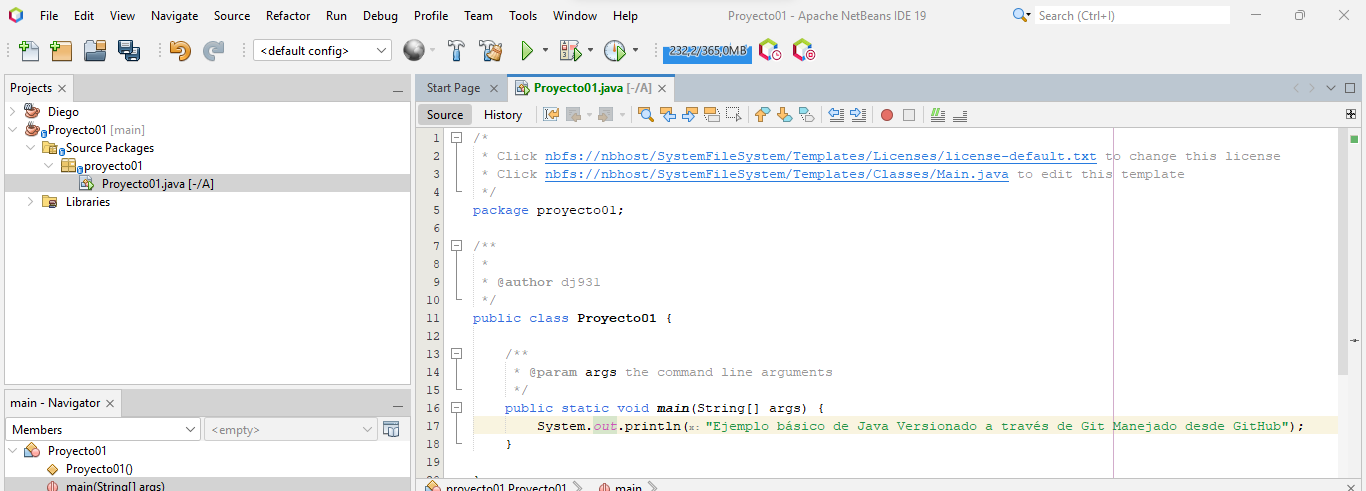 File Edit View Navigate Source Refactor Run Debug Profile Team Tools Window Help Proyecto01 - Apache NetBeans IDE 19 Search (Ctrl+I)
<default config> 232,2/365,0MB
Projects
Start Page Proyecto01.java [-/A]
Diego
Proyecto01 [main]
Source Packages
proyecto01
Proyecto01.java [-/A]
Libraries
Source History
1 /*
2 * Click nbfs://nbhost/SystemFileSystem/Templates/Licenses/license-default.txt to change this license
3 * Click nbfs://nbhost/SystemFileSystem/Templates/Classes/Main.java to edit this template
4 */
5 package proyecto01;
6
7 /**
8 *
9 * @author dj931
10 */
11 public class Proyecto01 {
12
13 /**
14 * @param args the command line arguments
15 */
16 public static void main(String[] args) {
17 System.out.println(x: "Ejemplo básico de Java Versionado a través de Git Manejado desde GitHub");
18 }
19
main - Navigator
Members <empty>
Proyecto01
Proyecto01()
main(String[] args)
proyecto01.Proyecto01 main